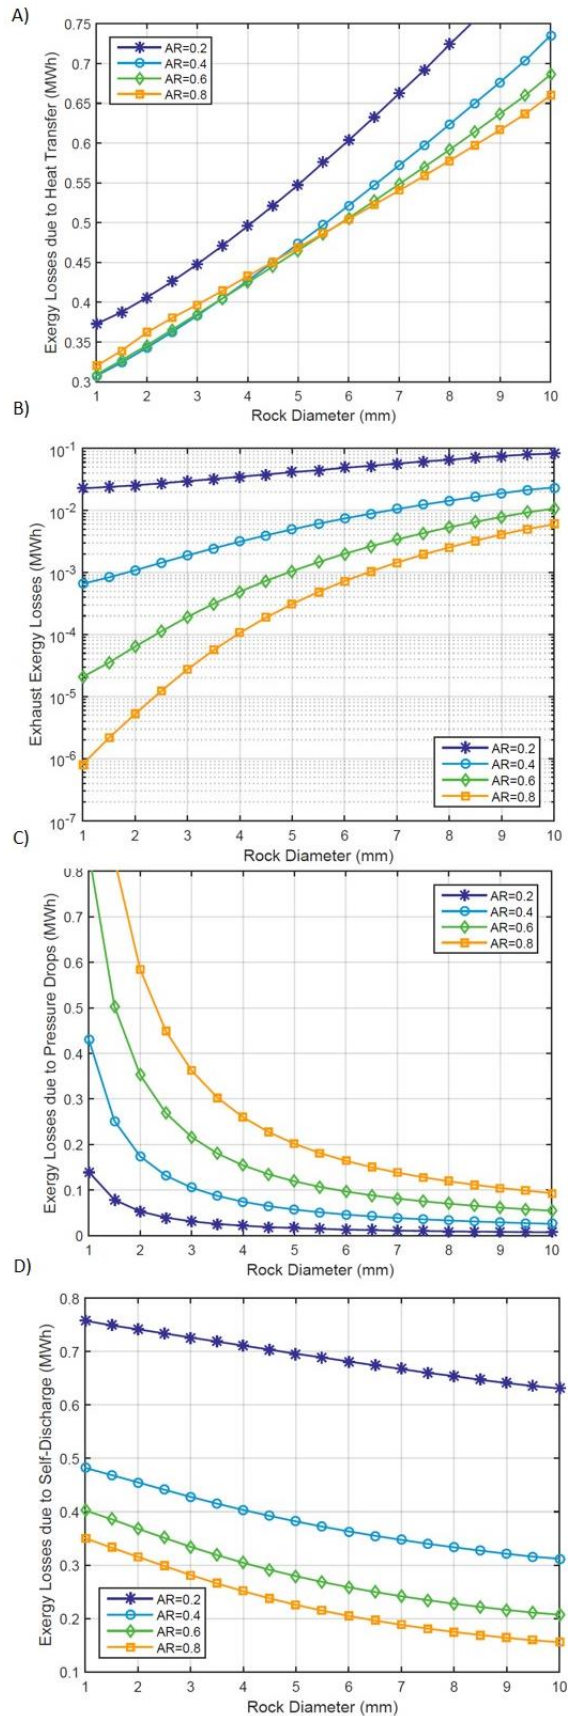 A)
Exergy Losses due to Heat Transfer (MWh)
0.75
0.7
0.65
0.6
0.55
0.5
0.45
0.4
0.35
0.3
AR=0.2
AR=0.4
AR=0.6
AR=0.8
1 2 3 4 5 6 7 8 9 10
Rock Diameter (mm)
B)
Exhaust Exergy Losses (MWh)
10-1
10-2
10-3
10-4
10-5
10-6
10-7
AR=0.2
AR=0.4
AR=0.6
AR=0.8
1 2 3 4 5 6 7 8 9 10
Rock Diameter (mm)
C)
Exergy Losses due to Pressure Drops (MWh)
0.8
0.7
0.6
0.5
0.4
0.3
0.2
0.1
0
AR=0.2
AR=0.4
AR=0.6
AR=0.8
1 2 3 4 5 6 7 8 9 10
Rock Diameter (mm)
D)
Exergy Losses due to Self-Discharge (MWh)
0.8
0.7
0.6
0.5
0.4
0.3
0.2
0.1
AR=0.2
AR=0.4
AR=0.6
AR=0.8
1 2 3 4 5 6 7 8 9 10
Rock Diameter (mm)